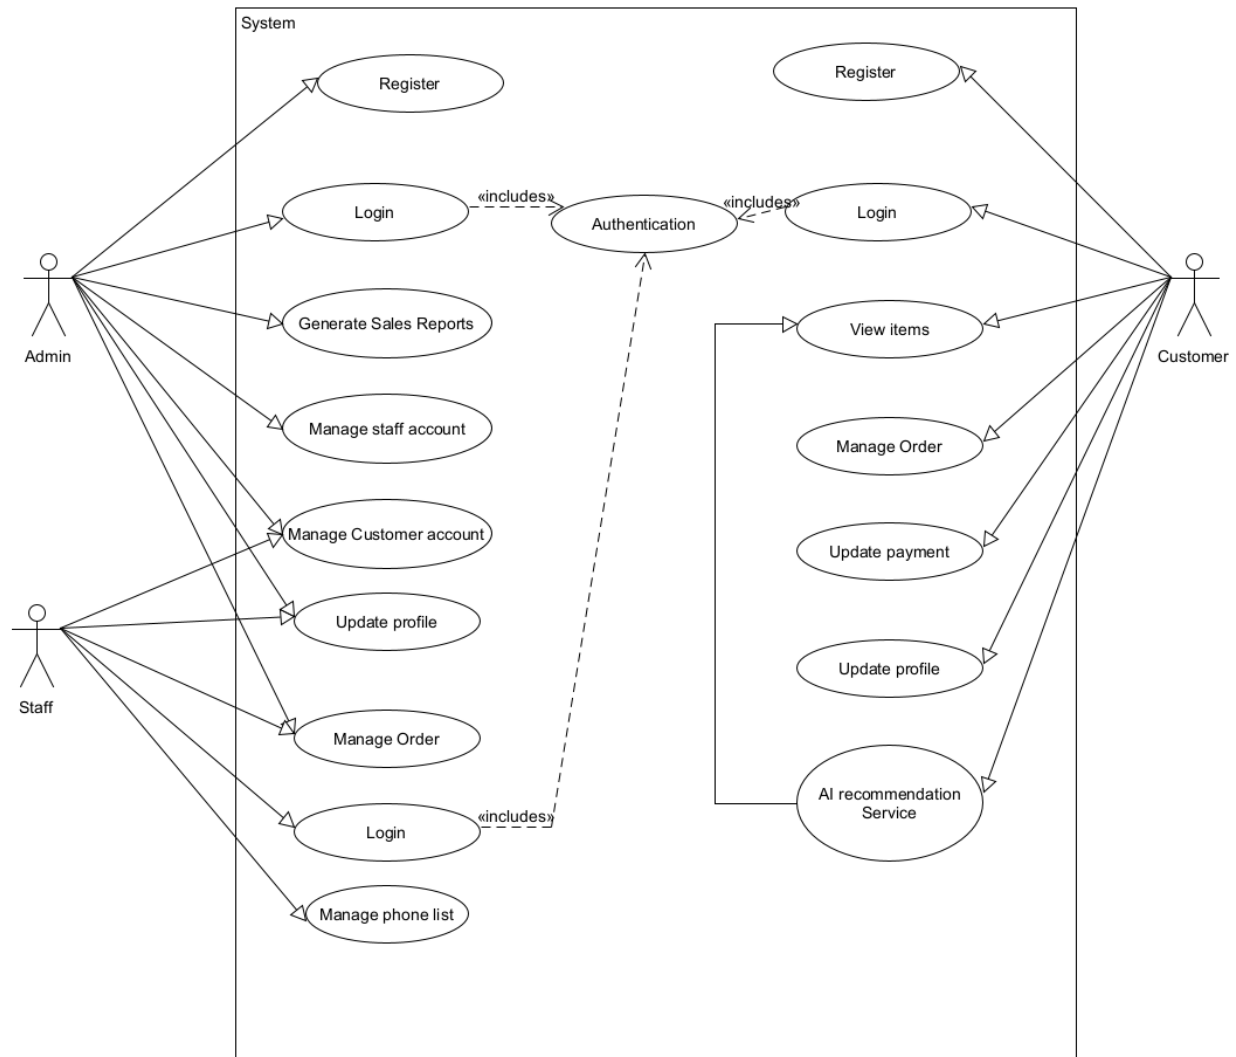 System
Register
Register
«includes»
«includes»
Login
Authentication
Login
Generate Sales Reports
View items
Admin
Customer
Manage staff account
Manage Order
Manage Customer account
Update payment
Update profile
Update profile
Staff
Manage Order
AI recommendation
Service
«includes»
Login
Manage phone list